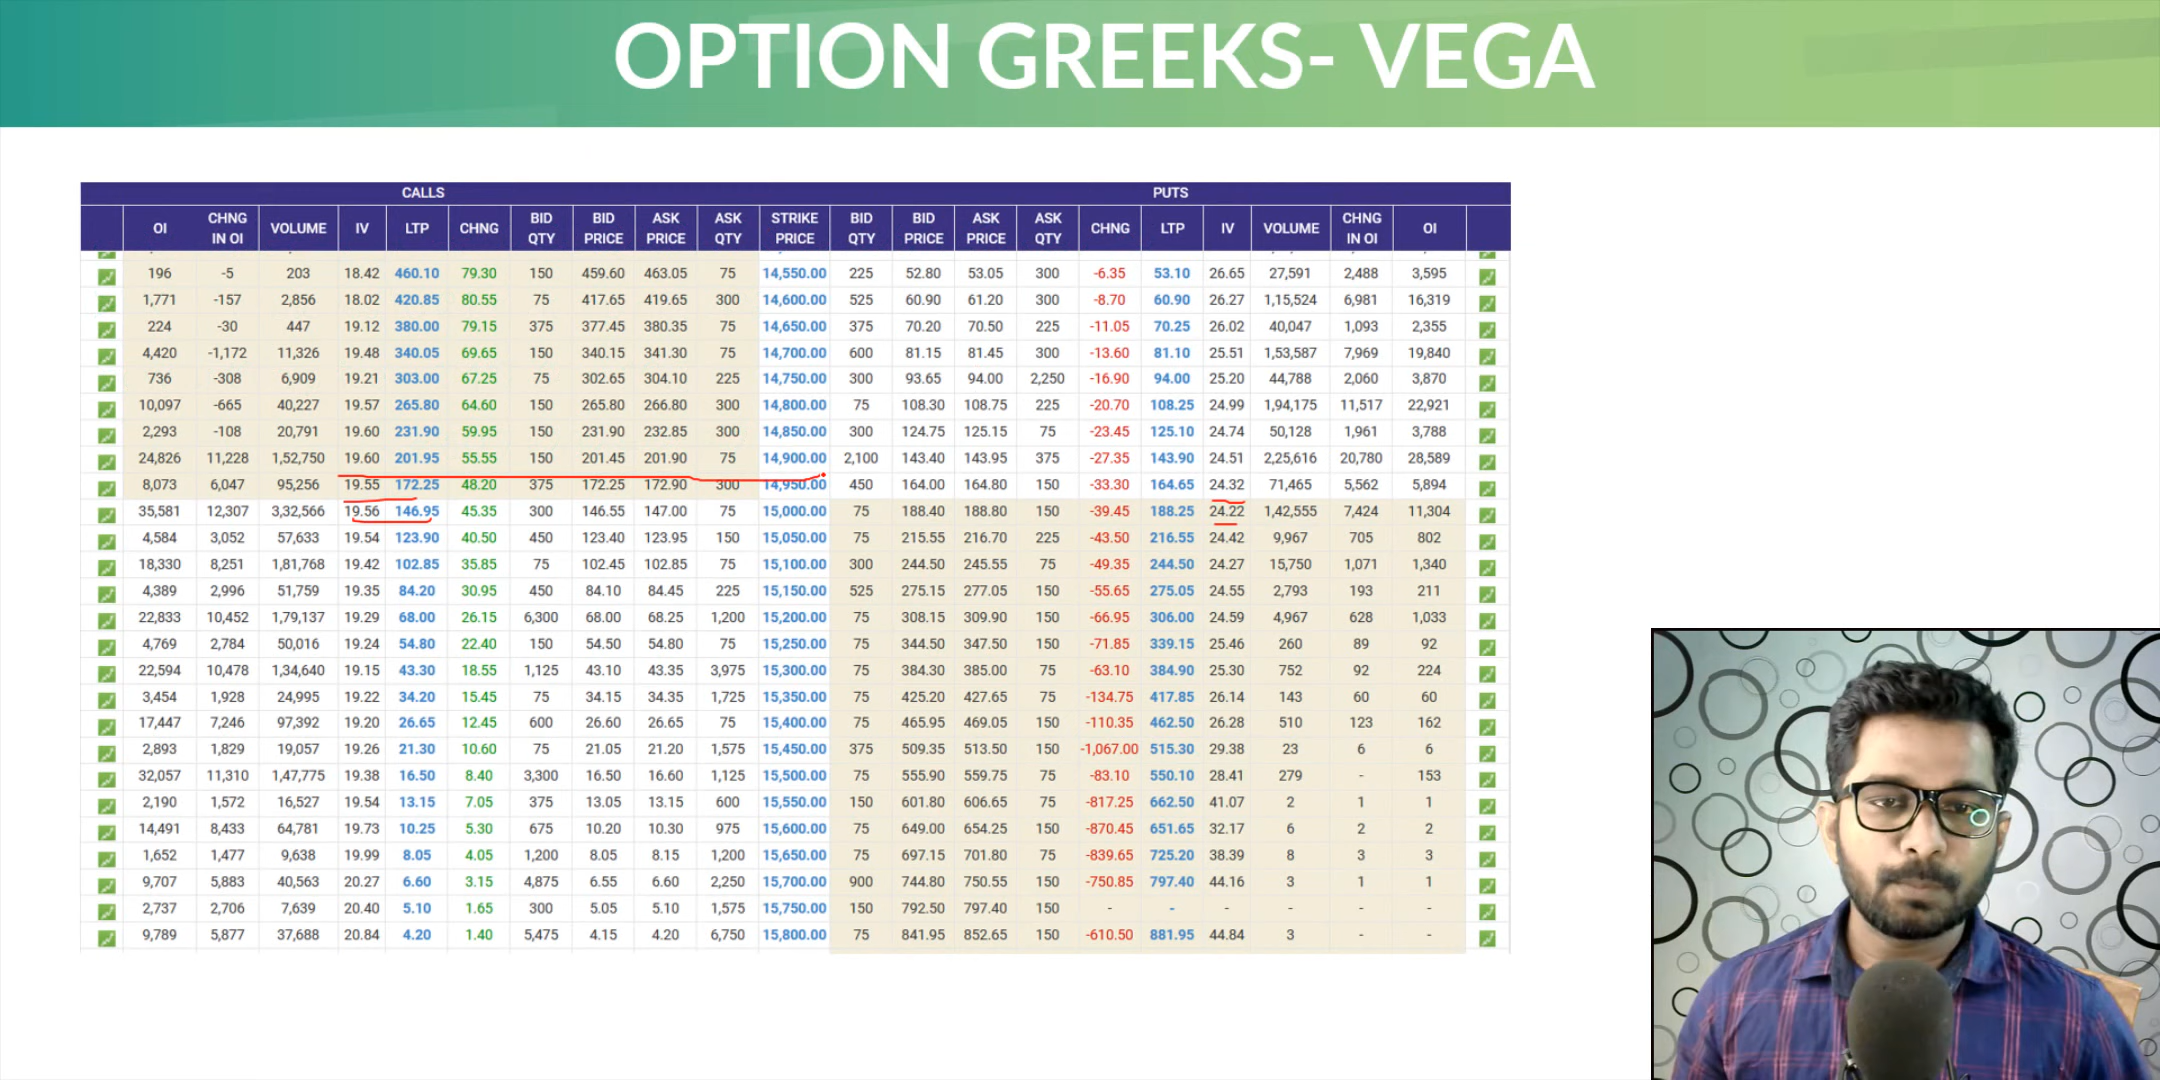 OPTION GREEKS- VEGA
CALLS PUTS
OI CHNG IN OI VOLUME IV LTP CHNG BID QTY BID PRICE ASK PRICE ASK QTY STRIKE PRICE BID QTY BID PRICE ASK PRICE ASK QTY CHNG LTP IV VOLUME CHNG IN OI OI
196 -5 203 18.42 460.10 79.30 150 459.60 463.05 75 14,550.00 225 52.80 53.05 300 -6.35 53.10 26.65 27,591 2,488 3,595
1,771 -157 2,856 18.02 420.85 80.55 75 417.65 419.65 300 14,600.00 525 60.90 61.20 300 -8.70 60.90 26.27 1,15,524 6,981 16,319
224 -30 447 19.12 380.00 79.15 375 377.45 380.35 75 14,650.00 375 70.20 70.50 225 -11.05 70.25 26.02 40,047 1,093 2,355
4,420 -1,172 11,326 19.48 340.05 69.65 150 340.15 341.30 75 14,700.00 600 81.15 81.45 300 -13.60 81.10 25.51 1,53,587 7,969 19,840
736 -308 6,909 19.21 303.00 67.25 75 302.65 304.10 225 14,750.00 300 93.65 94.00 2,250 -16.90 94.00 25.20 44,788 2,060 3,870
10,097 -665 40,227 19.57 265.80 64.60 150 265.80 266.80 300 14,800.00 75 108.30 108.75 225 -20.70 108.25 24.99 1,94,175 11,517 22,921
2,293 -108 20,791 19.60 231.90 59.95 150 231.90 232.85 300 14,850.00 300 124.75 125.15 75 -23.45 125.10 24.74 50,128 1,961 3,788
24,826 11,228 1,52,750 19.60 201.95 55.55 150 201.45 201.90 75 14,900.00 2,100 143.40 143.95 375 -27.35 143.90 24.51 2,25,616 20,780 28,589
8,073 6,047 95,256 19.55 172.25 48.20 375 172.25 172.90 300 14,950.00 450 164.00 164.80 150 -33.30 164.65 24.32 71,465 5,562 5,894
35,581 12,307 3,32,566 19.56 146.95 45.35 300 146.55 147.00 75 15,000.00 75 188.40 188.80 150 -39.45 188.25 24.22 1,42,555 7,424 11,304
4,584 3,052 57,633 19.54 123.90 40.50 450 123.40 123.95 150 15,050.00 75 215.55 216.70 225 -43.50 216.55 24.42 9,967 705 802
18,330 8,251 1,81,768 19.42 102.85 35.85 75 102.45 102.85 75 15,100.00 300 244.50 245.55 75 -49.35 244.50 24.27 15,750 1,071 1,340
4,389 2,996 51,759 19.35 84.20 30.95 450 84.10 84.45 225 15,150.00 525 275.15 277.05 150 -55.65 275.05 24.55 2,793 193 211
22,833 10,452 1,79,137 19.29 68.00 26.15 6,300 68.00 68.25 1,200 15,200.00 75 308.15 309.90 150 -66.95 306.00 24.59 4,967 628 1,033
4,769 2,784 50,016 19.24 54.80 22.40 150 54.50 54.80 75 15,250.00 75 344.50 347.50 150 -71.85 339.15 25.46 260 89 92
22,594 10,478 1,34,640 19.15 43.30 18.55 1,125 43.10 43.35 3,975 15,300.00 75 384.30 385.00 75 -63.10 384.90 25.30 752 92 224
3,454 1,928 24,995 19.22 34.20 15.45 75 34.15 34.35 1,725 15,350.00 75 425.20 427.65 75 -134.75 417.85 26.14 143 60 60
17,447 7,246 97,392 19.20 26.65 12.45 600 26.60 26.65 75 15,400.00 75 465.95 469.05 150 -110.35 462.50 26.28 510 123 162
2,893 1,829 19,057 19.26 21.30 10.60 75 21.05 21.20 1,575 15,450.00 375 509.35 513.50 150 -1,067.00 515.30 29.38 23 6 6
32,057 11,310 1,47,775 19.38 16.50 8.40 3,300 16.50 16.60 1,125 15,500.00 75 555.90 559.75 75 -83.10 550.10 28.41 279 - 153
2,190 1,572 16,527 19.54 13.15 7.05 375 13.05 13.15 600 15,550.00 150 601.80 606.65 75 -817.25 662.50 41.07 2 1 1
14,491 8,433 64,781 19.73 10.25 5.30 675 10.20 10.30 975 15,600.00 75 649.00 654.25 150 -870.45 651.65 32.17 6 2 2
1,652 1,477 9,638 19.99 8.05 4.05 1,200 8.05 8.15 1,200 15,650.00 75 697.15 701.80 75 -839.65 725.20 38.39 8 3 3
9,707 5,883 40,563 20.27 6.60 3.15 4,875 6.55 6.60 2,250 15,700.00 900 744.80 750.55 150 -750.85 797.40 44.16 3 1 1
2,737 2,706 7,639 20.40 5.10 1.65 300 5.05 5.10 1,575 15,750.00 150 792.50 797.40 150 - - - - - -
9,789 5,877 37,688 20.84 4.20 1.40 5,475 4.15 4.20 6,750 15,800.00 75 841.95 852.65 150 -610.50 881.95 44.84 3 - -